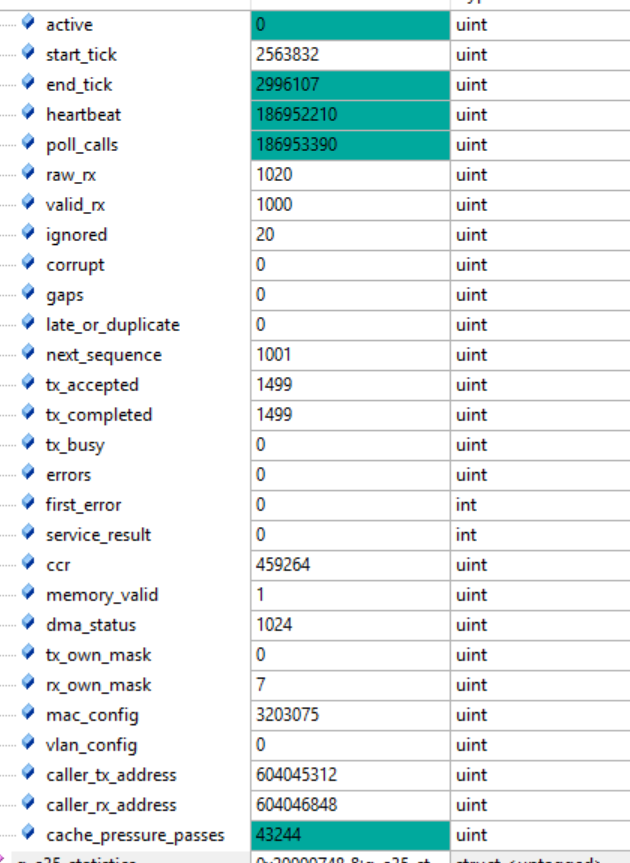 active 0 uint
start_tick 2563832 uint
end_tick 2996107 uint
heartbeat 186952210 uint
poll_calls 186953390 uint
raw_rx 1020 uint
valid_rx 1000 uint
ignored 20 uint
corrupt 0 uint
gaps 0 uint
late_or_duplicate 0 uint
next_sequence 1001 uint
tx_accepted 1499 uint
tx_completed 1499 uint
tx_busy 0 uint
errors 0 uint
first_error 0 int
service_result 0 int
ccr 459264 uint
memory_valid 1 uint
dma_status 1024 uint
tx_own_mask 0 uint
rx_own_mask 7 uint
mac_config 3203075 uint
vlan_config 0 uint
caller_tx_address 604045312 uint
caller_rx_address 604046848 uint
cache_pressure_passes 43244 uint